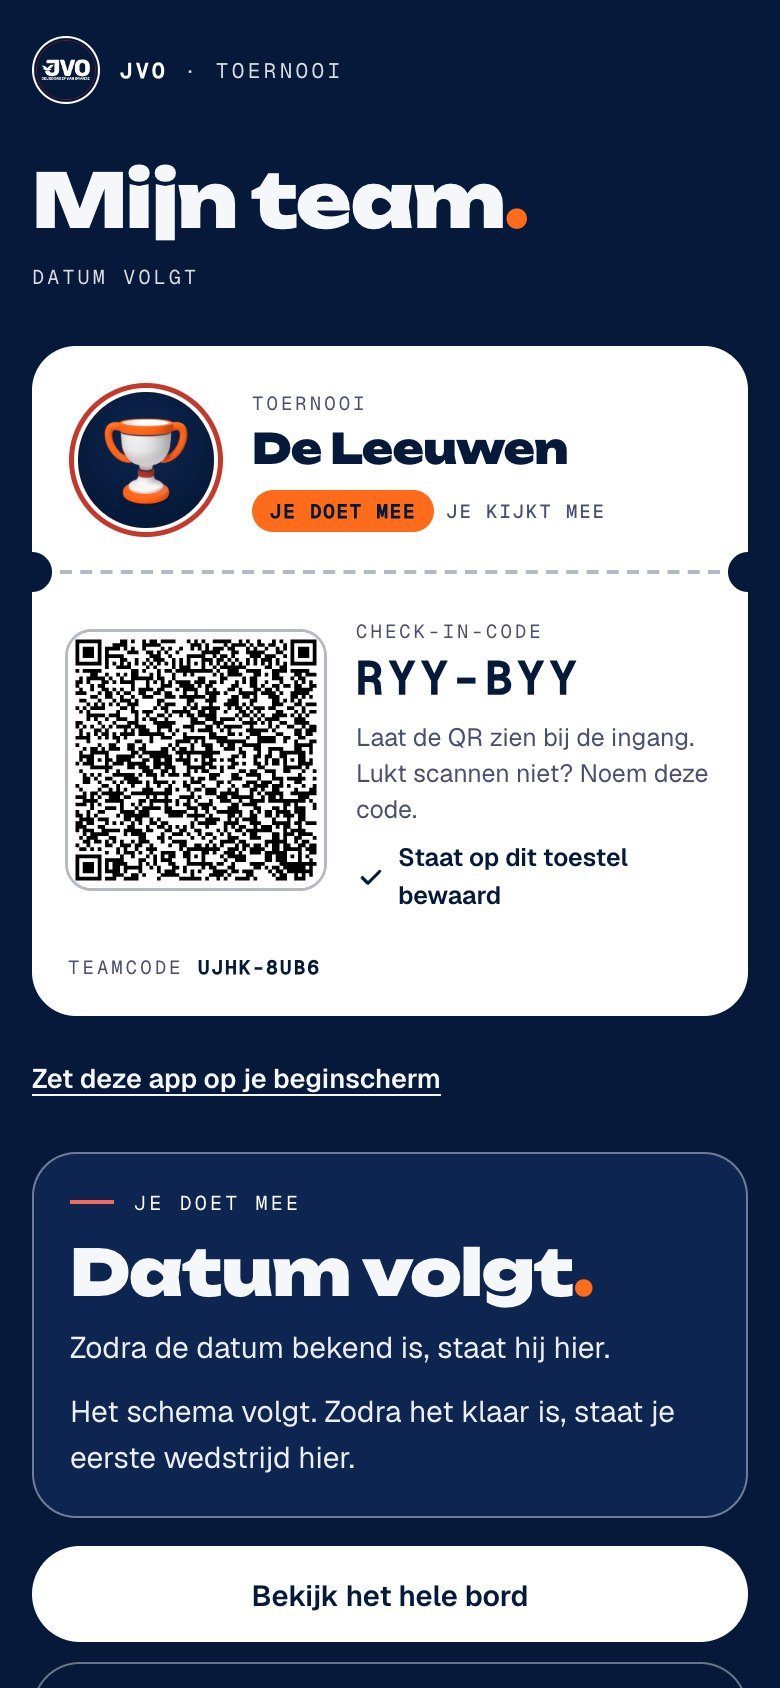 JVO
JVO · TOERNOOI
Mijn team.
DATUM VOLGT
TOERNOOI
De Leeuwen
JE DOET MEE JE KIJKT MEE
CHECK-IN-CODE
RYY-BYY
Laat de QR zien bij de ingang.
Lukt scannen niet? Noem deze
code.
Staat op dit toestel
bewaard
TEAMCODE UJHK-8UB6
Zet deze app op je beginscherm
JE DOET MEE
Datum volgt.
Zodra de datum bekend is, staat hij hier.
Het schema volgt. Zodra het klaar is, staat je
eerste wedstrijd hier.
Bekijk het hele bord